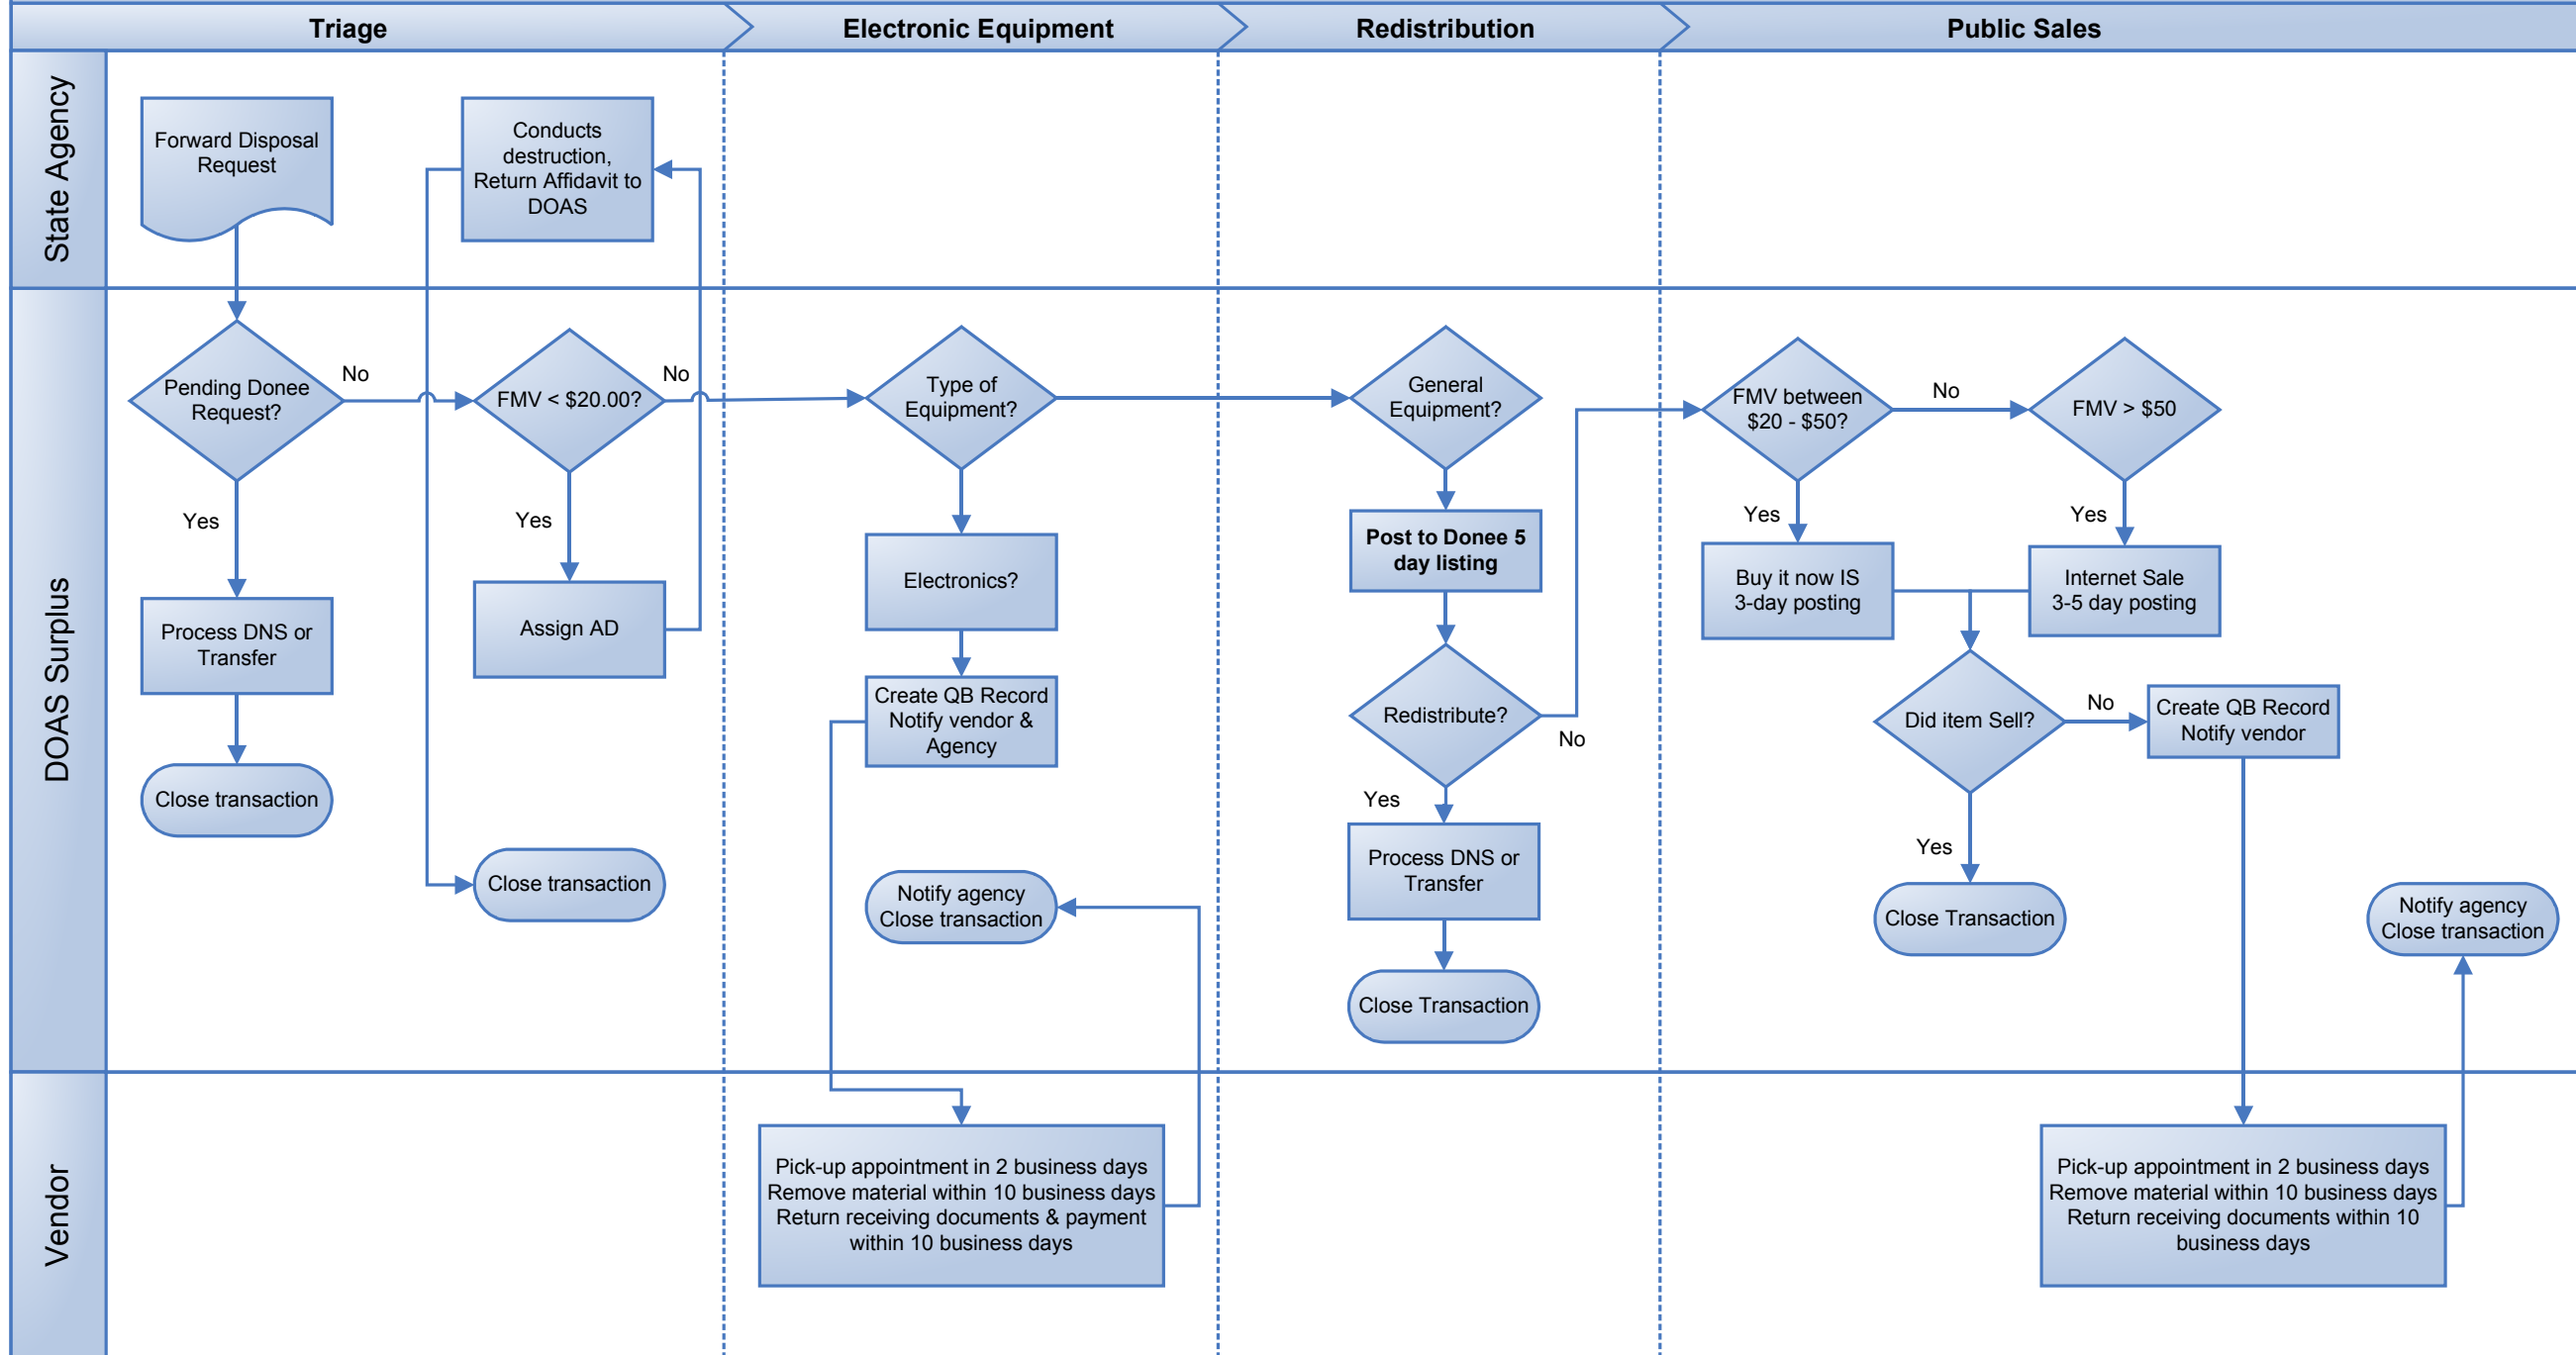 Triage
Electronic Equipment
Redistribution
Public Sales
State Agency
Forward Disposal
Request
Conducts
destruction,
Return Affidavit to
DOAS
DOAS Surplus
Pending Donee
Request?
No
Yes
Process DNS or
Transfer
Close transaction
FMV < $20.00?
No
Yes
Assign AD
Close transaction
Type of
Equipment?
Electronics?
Create QB Record
Notify vendor &
Agency
Notify agency
Close transaction
General
Equipment?
Post to Donee 5
day listing
Redistribute?
No
Yes
Process DNS or
Transfer
Close Transaction
FMV between
$20 - $50?
No
Yes
Buy it now IS
3-day posting
FMV > $50
Yes
Internet Sale
3-5 day posting
Did item Sell?
No
Yes
Create QB Record
Notify vendor
Close Transaction
Notify agency
Close transaction
Vendor
Pick-up appointment in 2 business days
Remove material within 10 business days
Return receiving documents & payment
within 10 business days
Pick-up appointment in 2 business days
Remove material within 10 business days
Return receiving documents within 10
business days